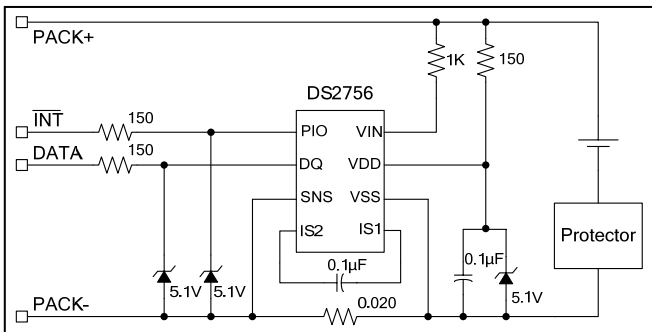 PACK+
1K
150
DS2756
INT
150
PIO
VIN
DATA
150
DQ
VDD
SNS
VSS
IS2
IS1
Protector
0.1µF
0.1µF
5.1V
5.1V
5.1V
PACK-
0.020